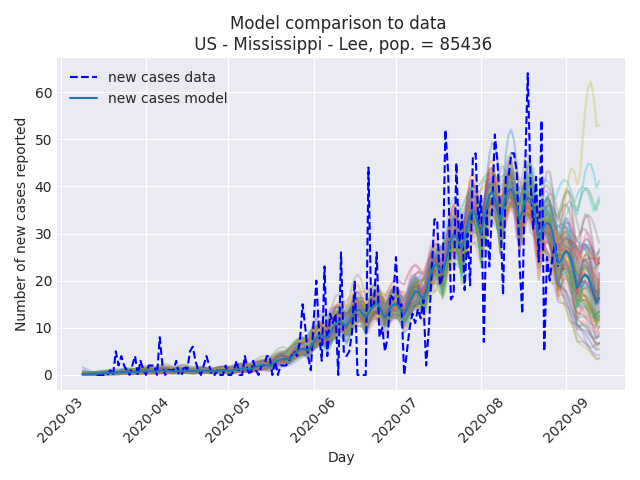 Model comparison to data
US - Mississippi - Lee, pop. = 85436
new cases data
new cases model
Number of new cases reported
60
50
40
30
20
10
0
2020-03
2020-04
2020-05
2020-06
2020-07
2020-08
2020-09
Day